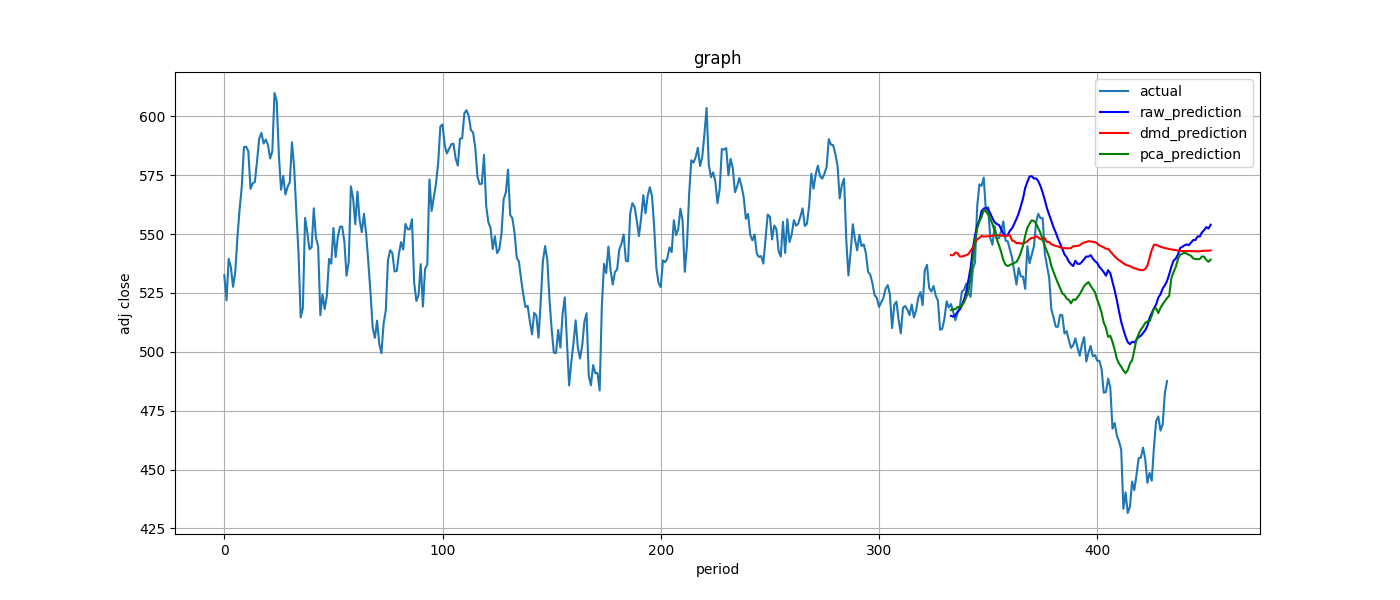 graph
600
575
550
525
500
475
450
425
adj close
0
100
200
300
400
period
actual
raw_prediction
dmd_prediction
pca_prediction